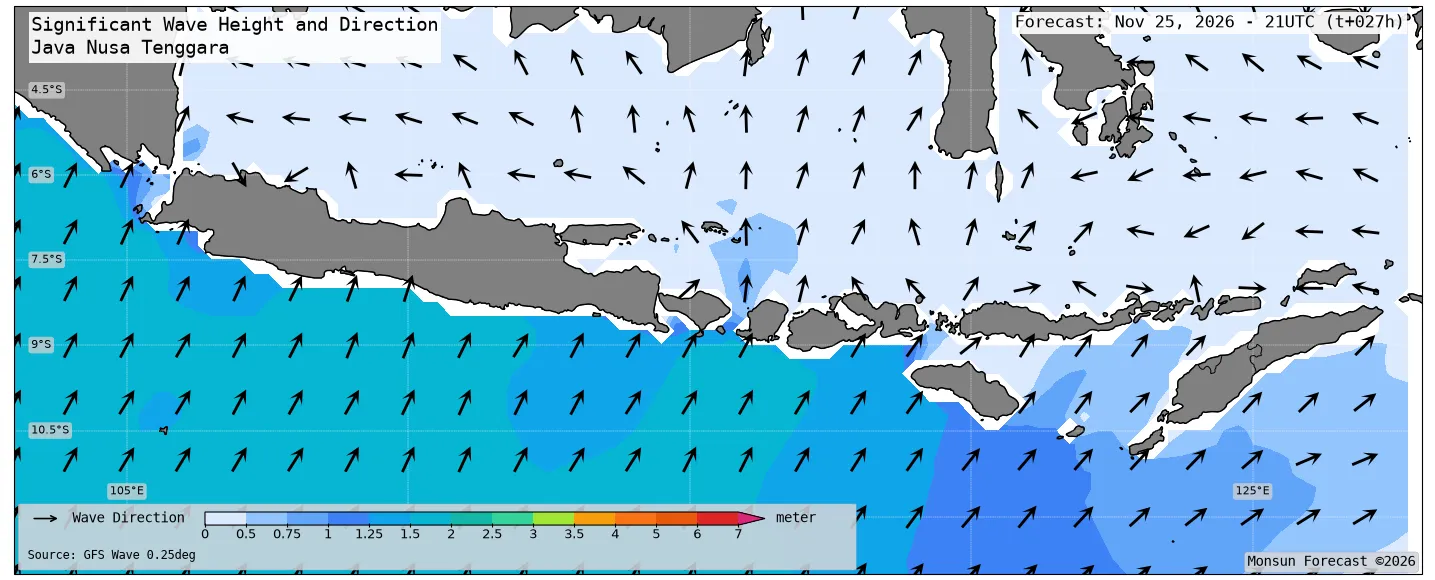 Significant Wave Height and Direction
Java Nusa Tenggara
Forecast: Nov 25, 2026 - 21UTC (t+027h)
4.5°S
6°S
7.5°S
9°S
10.5°S
105°E
125°E
Wave Direction
0 0.5 0.75 1 1.25 1.5 2 2.5 3 3.5 4 5 6 7
meter
Source: GFS Wave 0.25deg
Monsun Forecast ©2026